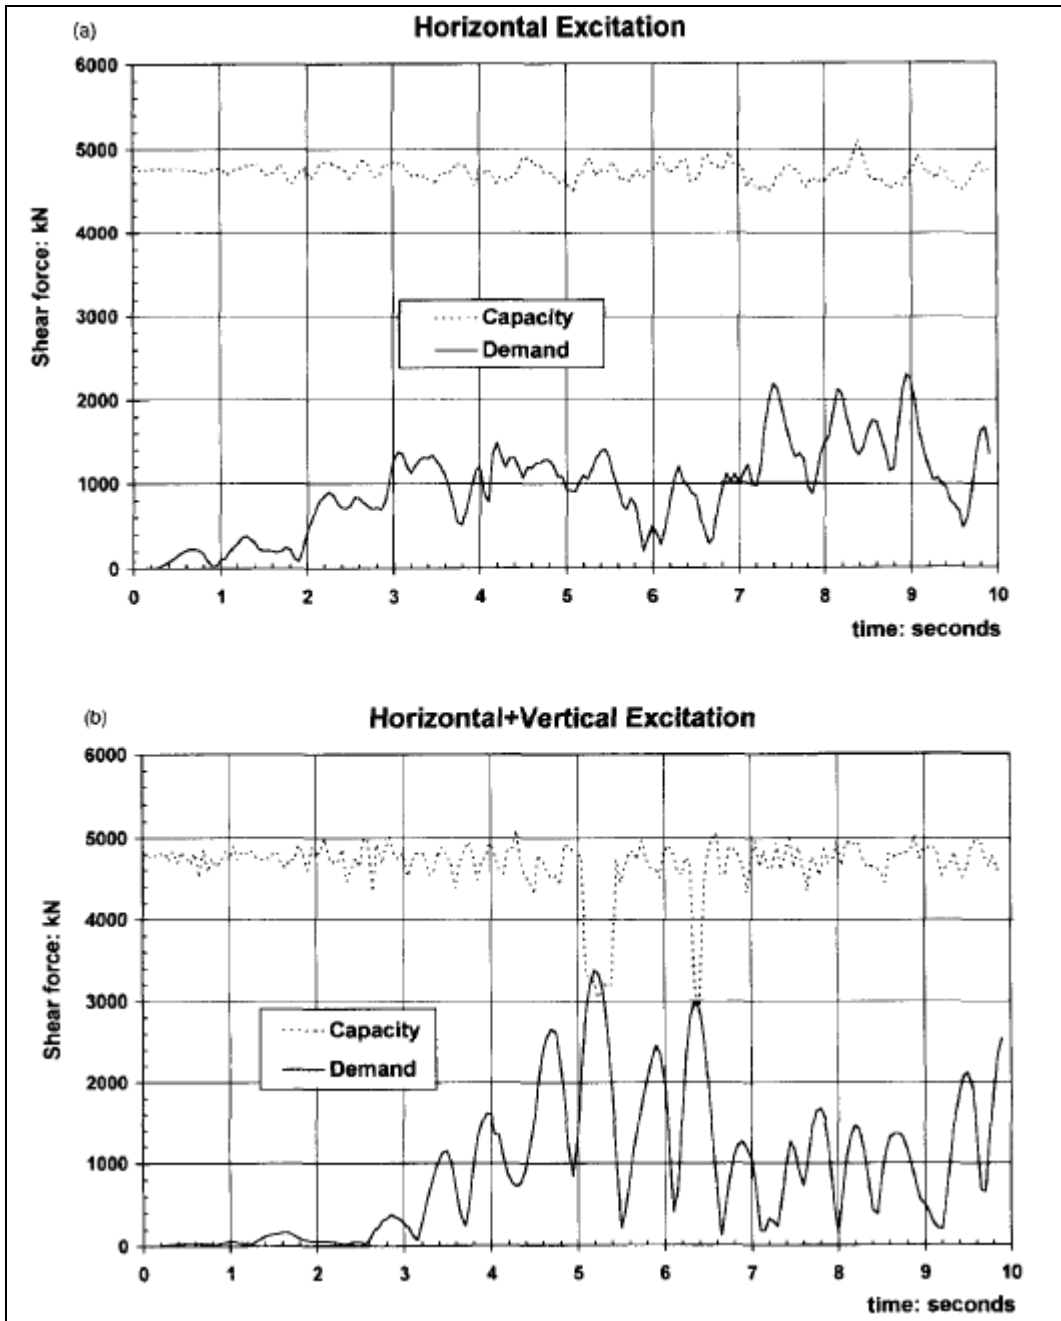 (a)
Horizontal Excitation
6000
5000
4000
3000
2000
1000
0
Shear force: kN
Capacity
Demand
0 1 2 3 4 5 6 7 8 9 10
time: seconds
(b)
Horizontal+Vertical Excitation
6000
5000
4000
3000
2000
1000
0
Shear force: kN
Capacity
Demand
0 1 2 3 4 5 6 7 8 9 10
time: seconds